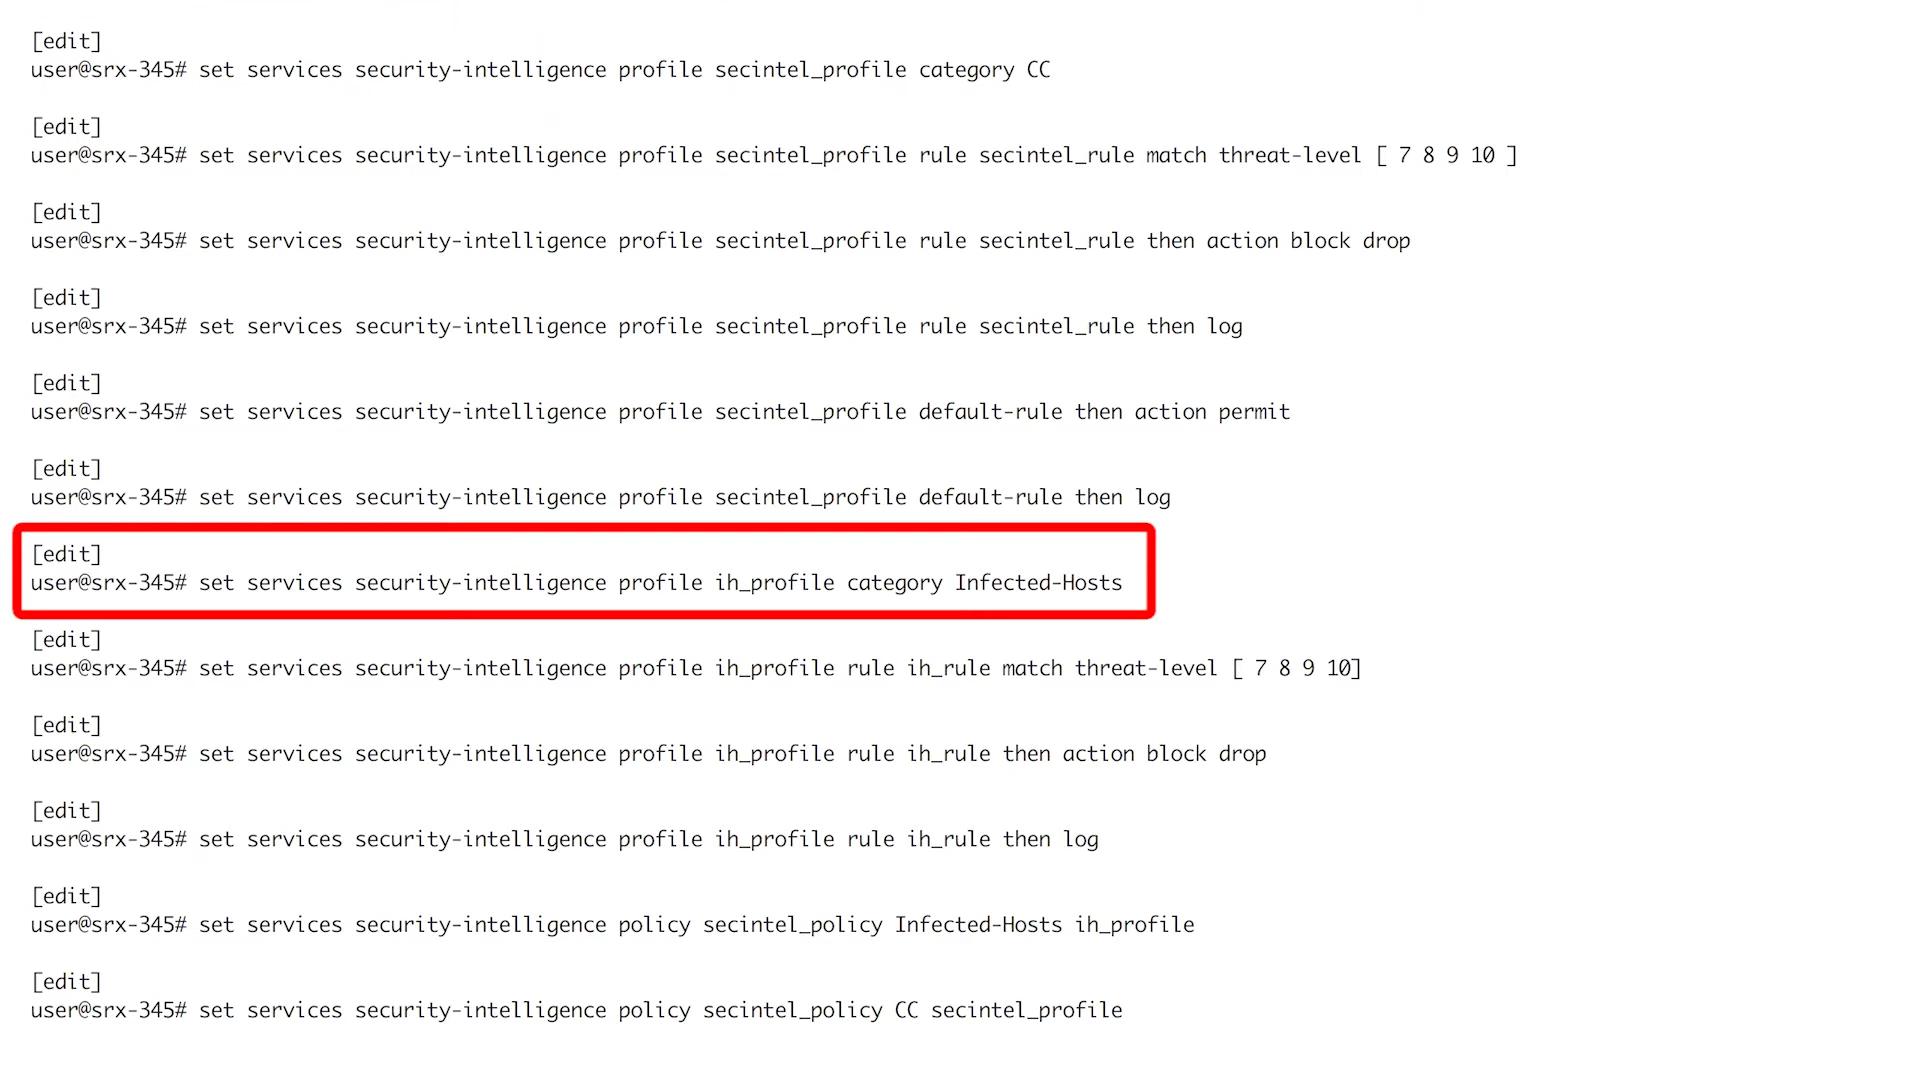 [edit]
user@srx-345# set services security-intelligence profile secintel_profile category CC
[edit]
user@srx-345# set services security-intelligence profile secintel_profile rule secintel_rule match threat-level [ 7 8 9 10 ]
[edit]
user@srx-345# set services security-intelligence profile secintel_profile rule secintel_rule then action block drop
[edit]
user@srx-345# set services security-intelligence profile secintel_profile rule secintel_rule then log
[edit]
user@srx-345# set services security-intelligence profile secintel_profile default-rule then action permit
[edit]
user@srx-345# set services security-intelligence profile secintel_profile default-rule then log
[edit]
user@srx-345# set services security-intelligence profile ih_profile category Infected-Hosts
[edit]
user@srx-345# set services security-intelligence profile ih_profile rule ih_rule match threat-level [ 7 8 9 10]
[edit]
user@srx-345# set services security-intelligence profile ih_profile rule ih_rule then action block drop
[edit]
user@srx-345# set services security-intelligence profile ih_profile rule ih_rule then log
[edit]
user@srx-345# set services security-intelligence policy secintel_policy Infected-Hosts ih_profile
[edit]
user@srx-345# set services security-intelligence policy secintel_policy CC secintel_profile